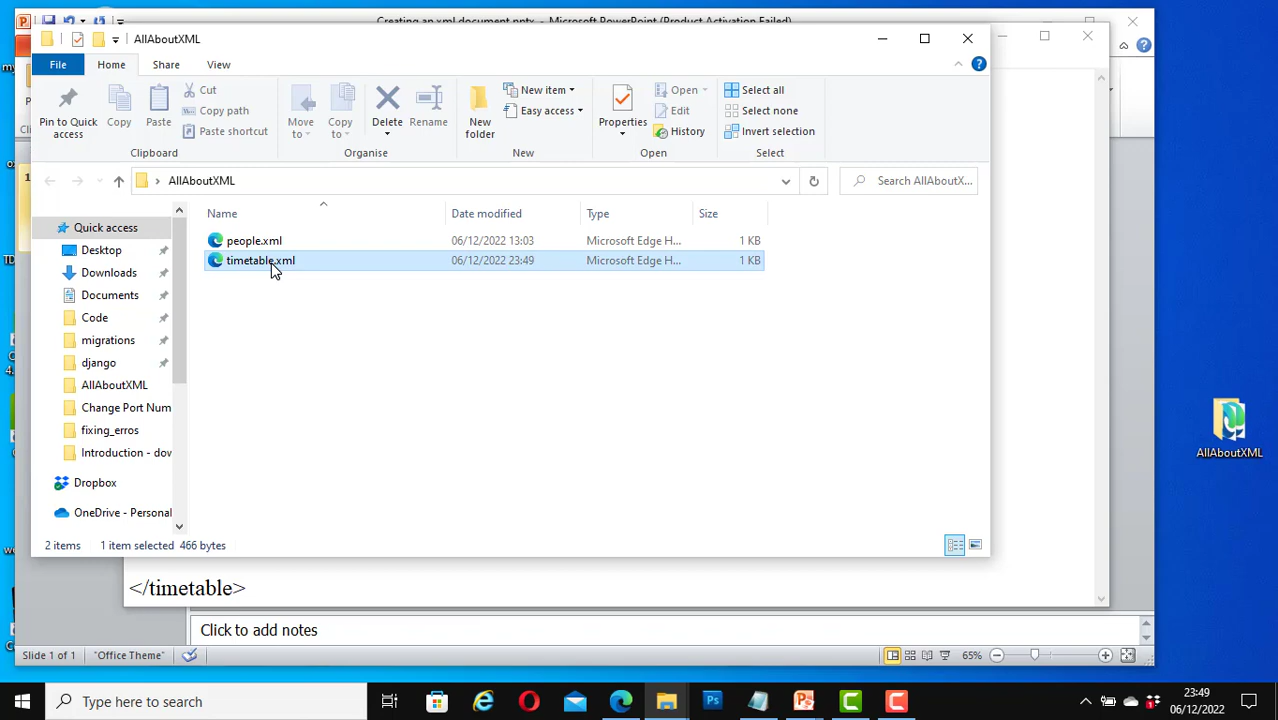 Creating an xml document.pptx - Microsoft PowerPoint (Product Activation Failed)
AllAboutXML
File Home Share View
Pin to Quick access
Copy
Paste
Cut
Copy path
Paste shortcut
Clipboard
Move to
Copy to
Delete
Rename
Organise
New folder
New item
Easy access
New
Properties
Open
Edit
History
Open
Select all
Select none
Invert selection
Select
AllAboutXML
Search AllAboutX...
Name Date modified Type Size
people.xml 06/12/2022 13:03 Microsoft Edge H... 1 KB
timetable.xml 06/12/2022 23:49 Microsoft Edge H... 1 KB
Quick access
Desktop
Downloads
Documents
Code
migrations
django
AllAboutXML
Change Port Num
fixing_erros
Introduction - dov
Dropbox
OneDrive - Personal
2 items 1 item selected 466 bytes
AllAboutXML
</timetable>
Click to add notes
Slide 1 of 1 "Office Theme" 65%
Type here to search
23:49
06/12/2022